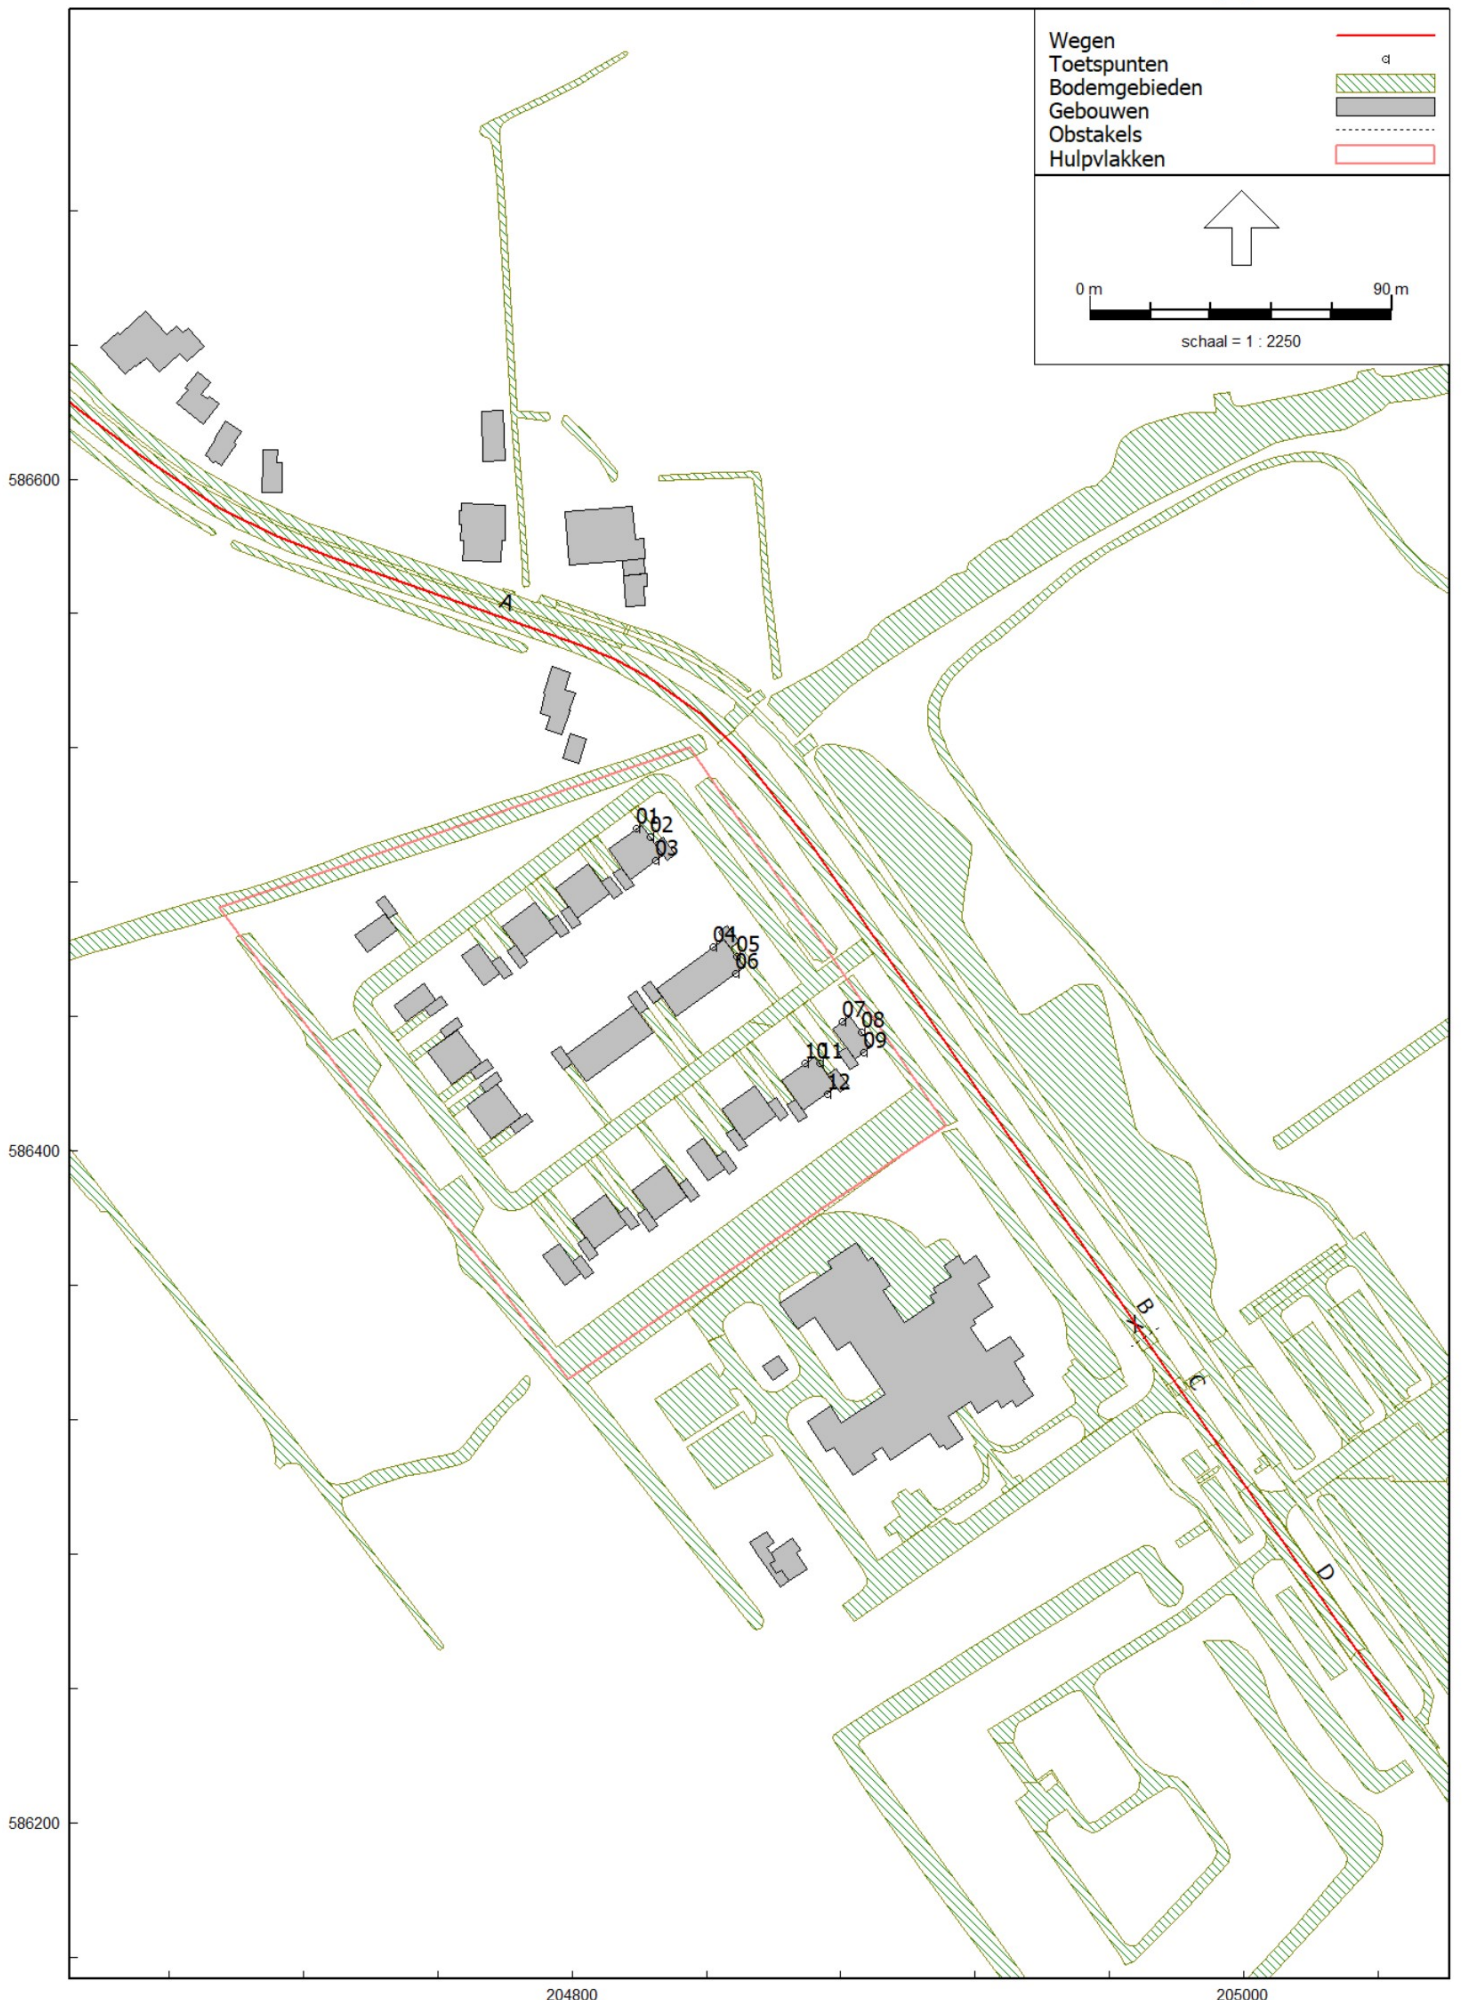 Wegen
Toetspunten
Bodemgebieden
Gebouwen
Obstakels
Hulpvlakken
0 m 90 m
schaal = 1 : 2250
586600
A
01
02
03
04
05
06
07
08
09
10
11
12
586400
B
X
C
D
586200
204800 205000